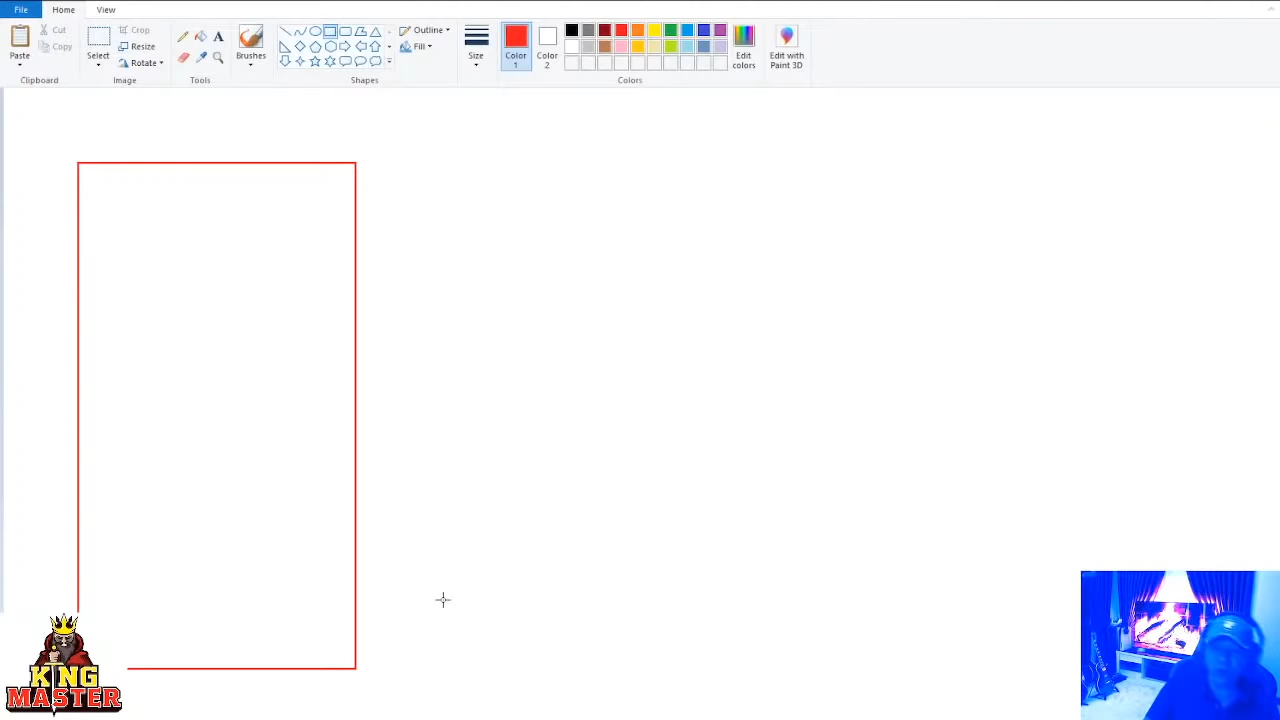 File Home View
Cut
Copy
Paste
Clipboard
Select
Crop
Resize
Rotate
Image
A
Tools
Brushes
Shapes
Outline
Fill
Size
Color 1
Color 2
Colors
Edit colors
Edit with Paint 3D
KING
MASTER